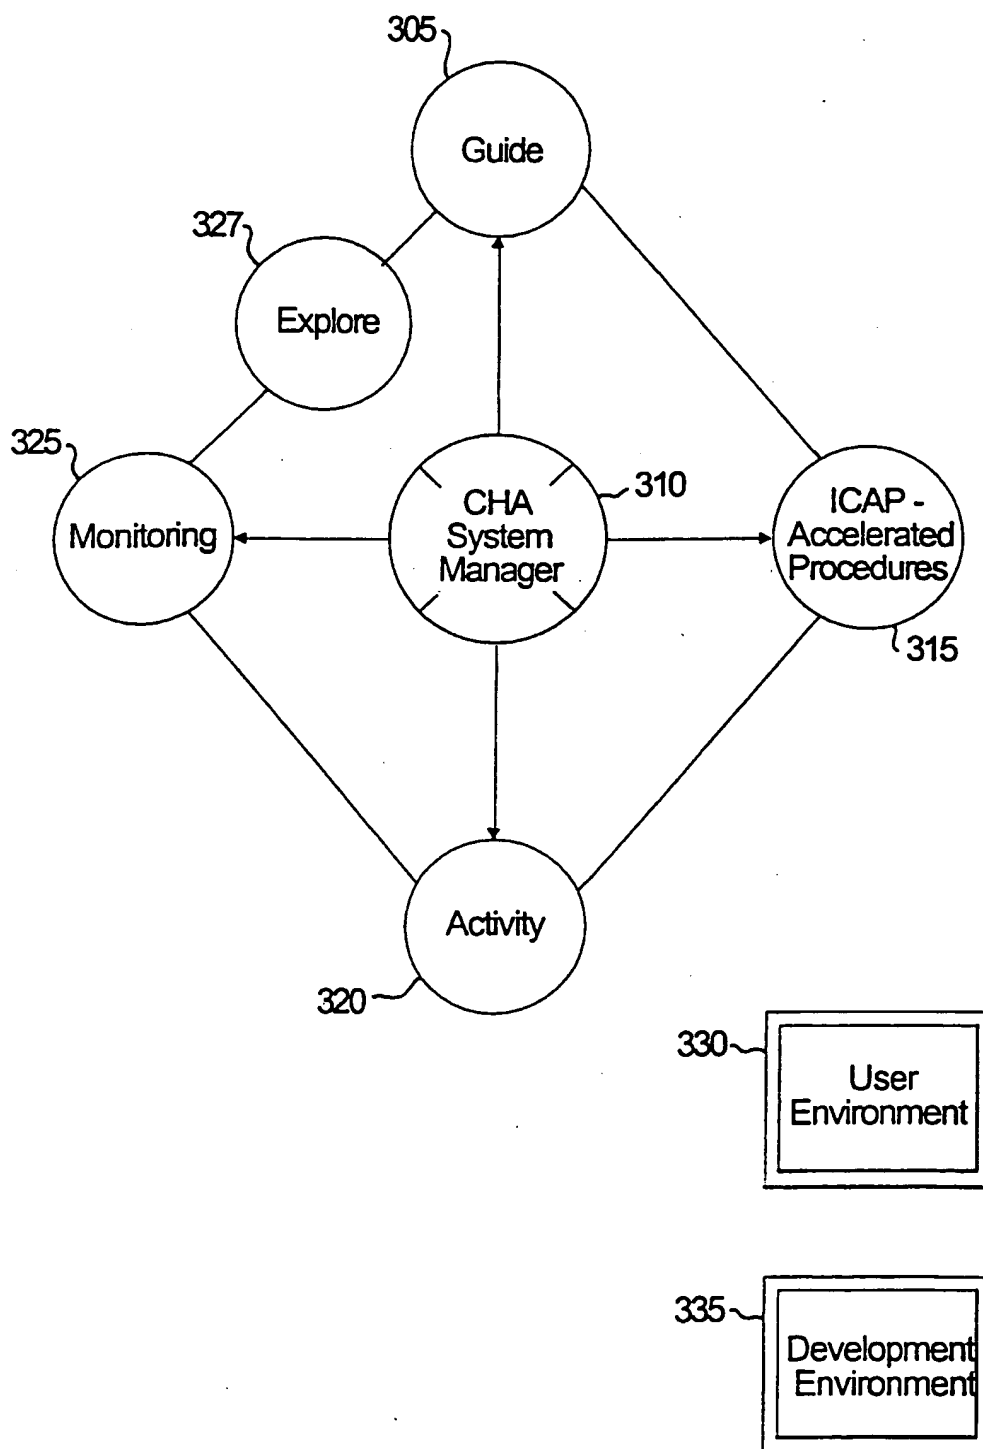 305
Guide
327
Explore
325
Monitoring
CHA
System
Manager
310
ICAP -
Accelerated
Procedures
315
Activity
320
330
User
Environment
335
Development
Environment